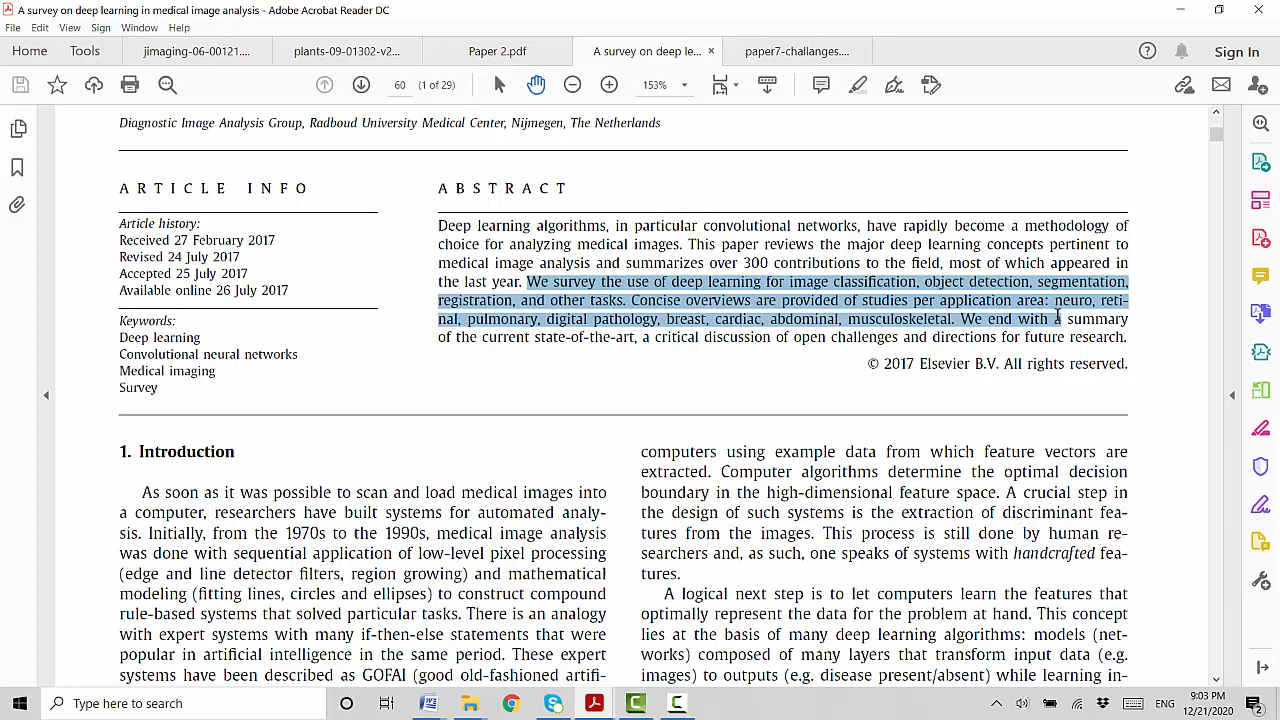 A survey on deep learning in medical image analysis - Adobe Acrobat Reader DC
File Edit View Sign Window Help
Home Tools jimaging-06-00121.... plants-09-01302-v2... Paper 2.pdf A survey on deep le... × paper7-challanges.... Sign In
60 (1 of 29) 153%
Diagnostic Image Analysis Group, Radboud University Medical Center, Nijmegen, The Netherlands
ARTICLE INFO
Article history:
Received 27 February 2017
Revised 24 July 2017
Accepted 25 July 2017
Available online 26 July 2017
Keywords:
Deep learning
Convolutional neural networks
Medical imaging
Survey
ABSTRACT
Deep learning algorithms, in particular convolutional networks, have rapidly become a methodology of
choice for analyzing medical images. This paper reviews the major deep learning concepts pertinent to
medical image analysis and summarizes over 300 contributions to the field, most of which appeared in
the last year. We survey the use of deep learning for image classification, object detection, segmentation,
registration, and other tasks. Concise overviews are provided of studies per application area: neuro, reti-
nal, pulmonary, digital pathology, breast, cardiac, abdominal, musculoskeletal. We end with a summary
of the current state-of-the-art, a critical discussion of open challenges and directions for future research.
© 2017 Elsevier B.V. All rights reserved.
1. Introduction
As soon as it was possible to scan and load medical images into
a computer, researchers have built systems for automated analy-
sis. Initially, from the 1970s to the 1990s, medical image analysis
was done with sequential application of low-level pixel processing
(edge and line detector filters, region growing) and mathematical
modeling (fitting lines, circles and ellipses) to construct compound
rule-based systems that solved particular tasks. There is an analogy
with expert systems with many if-then-else statements that were
popular in artificial intelligence in the same period. These expert
systems have been described as GOFAI (good old-fashioned artifi-
computers using example data from which feature vectors are
extracted. Computer algorithms determine the optimal decision
boundary in the high-dimensional feature space. A crucial step in
the design of such systems is the extraction of discriminant fea-
tures from the images. This process is still done by human re-
searchers and, as such, one speaks of systems with handcrafted fea-
tures.
A logical next step is to let computers learn the features that
optimally represent the data for the problem at hand. This concept
lies at the basis of many deep learning algorithms: models (net-
works) composed of many layers that transform input data (e.g.
images) to outputs (e.g. disease present/absent) while learning in-
Type here to search
ENG
9:03 PM
12/21/2020
2